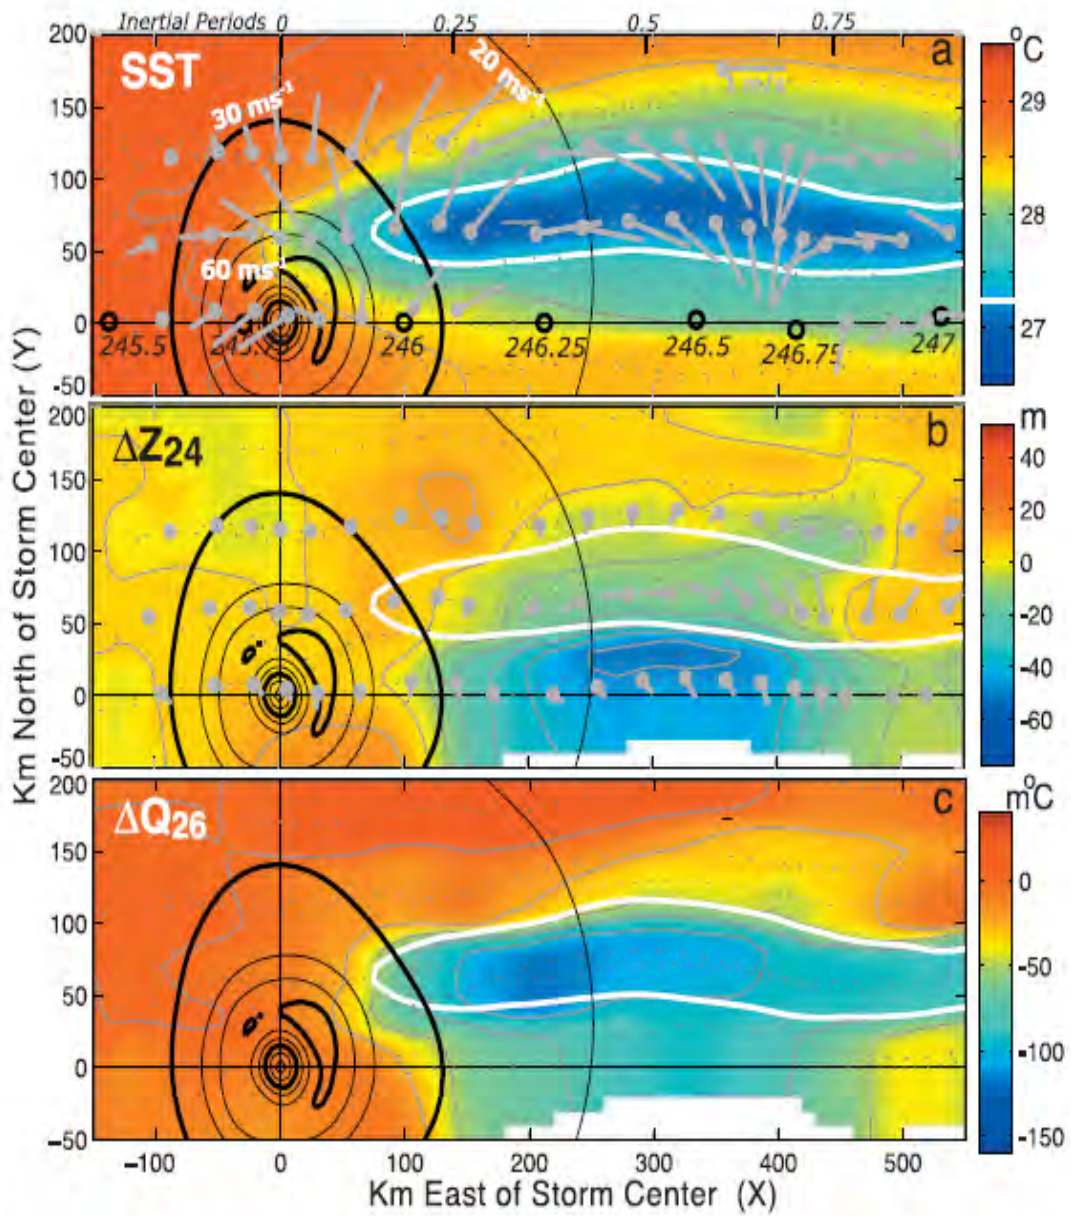 Inertial Periods 0 0.25 0.5 0.75
200 150 100 50 0 -50
SST
30 ms-1
20 ms-1
60 ms-1
1 m/s
a
245.5 245.7 246 246.25 246.5 246.75 247
°C
29
28
27
200 150 100 50 0 -50
ΔZ24
b
m
40
20
0
-20
-40
-60
200 150 100 50 0 -50
ΔQ26
c
m°C
0
-50
-100
-150
Km North of Storm Center (Y)
-100 0 100 200 300 400 500
Km East of Storm Center (X)